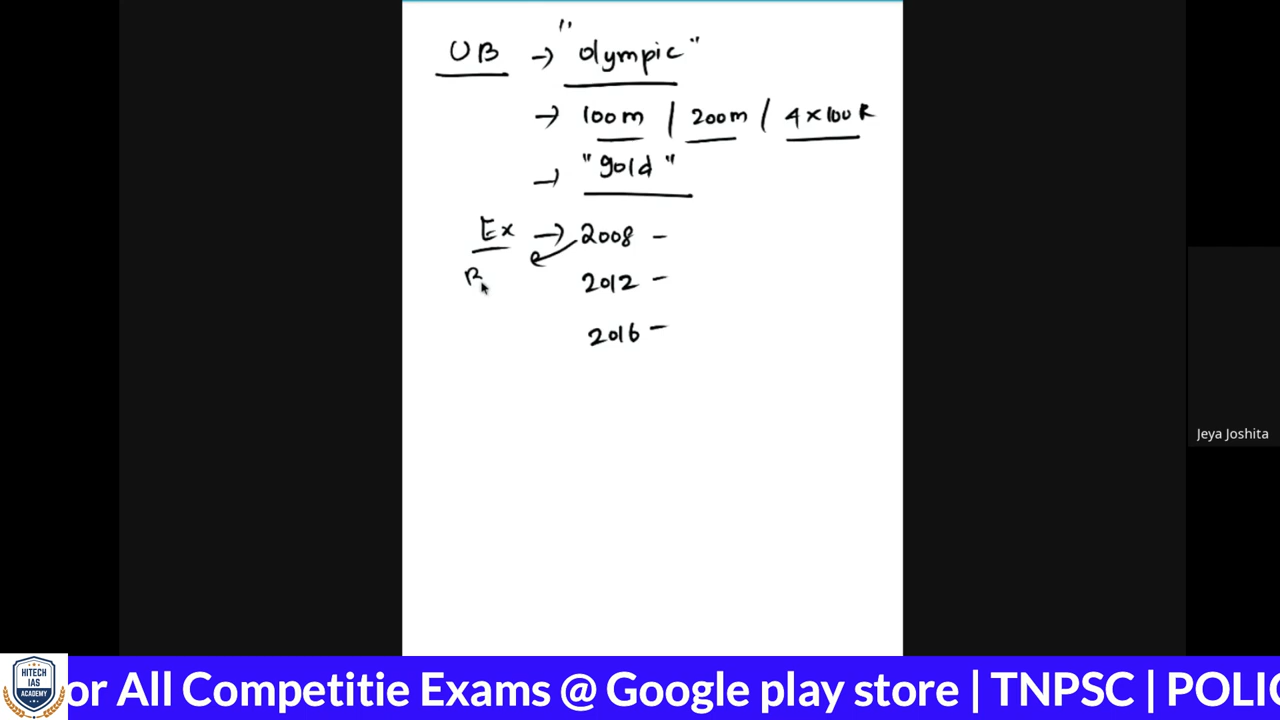 UB → "olympic"
→ 100m / 200m / 4 x 100 R
→ "gold"
Ex → 2008 -
R
2012 -
2016 -
Jeya Joshita
HITECH
IAS
ACADEMY
or All Competitie Exams @ Google play store | TNPSC | POLIC